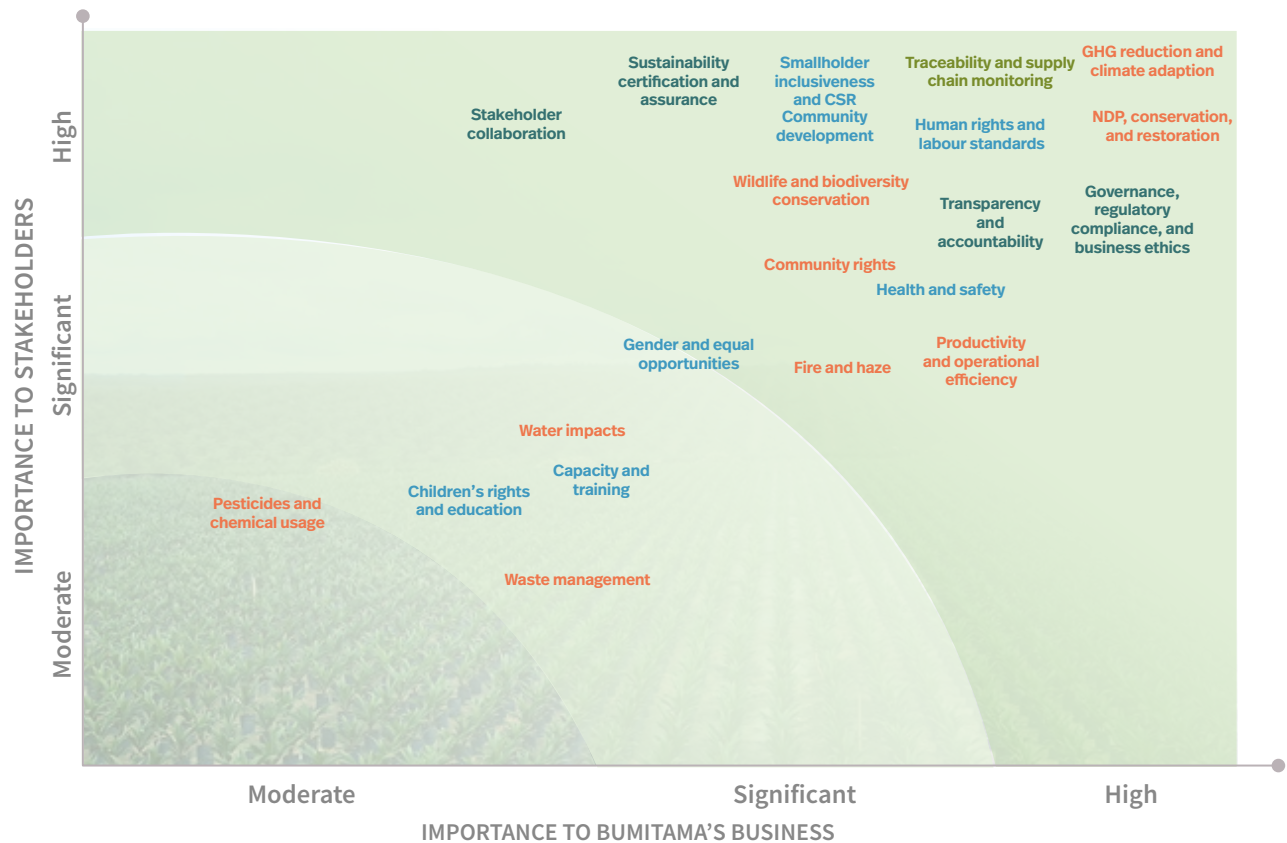 IMPORTANCE TO STAKEHOLDERS
High
Significant
Moderate
Sustainability
certification and
assurance
Smallholder
inclusiveness
and CSR
Community
development
Traceability and supply
chain monitoring
GHG reduction and
climate adaption
Stakeholder
collaboration
Human rights and
labour standards
NDP, conservation,
and restoration
Wildlife and biodiversity
conservation
Transparency
and
accountability
Governance,
regulatory
compliance, and
business ethics
Community rights
Health and safety
Gender and equal
opportunities
Fire and haze
Productivity
and operational
efficiency
Water impacts
Capacity and
training
Children’s rights
and education
Pesticides and
chemical usage
Waste management
Moderate
Significant
High
IMPORTANCE TO BUMITAMA’S BUSINESS